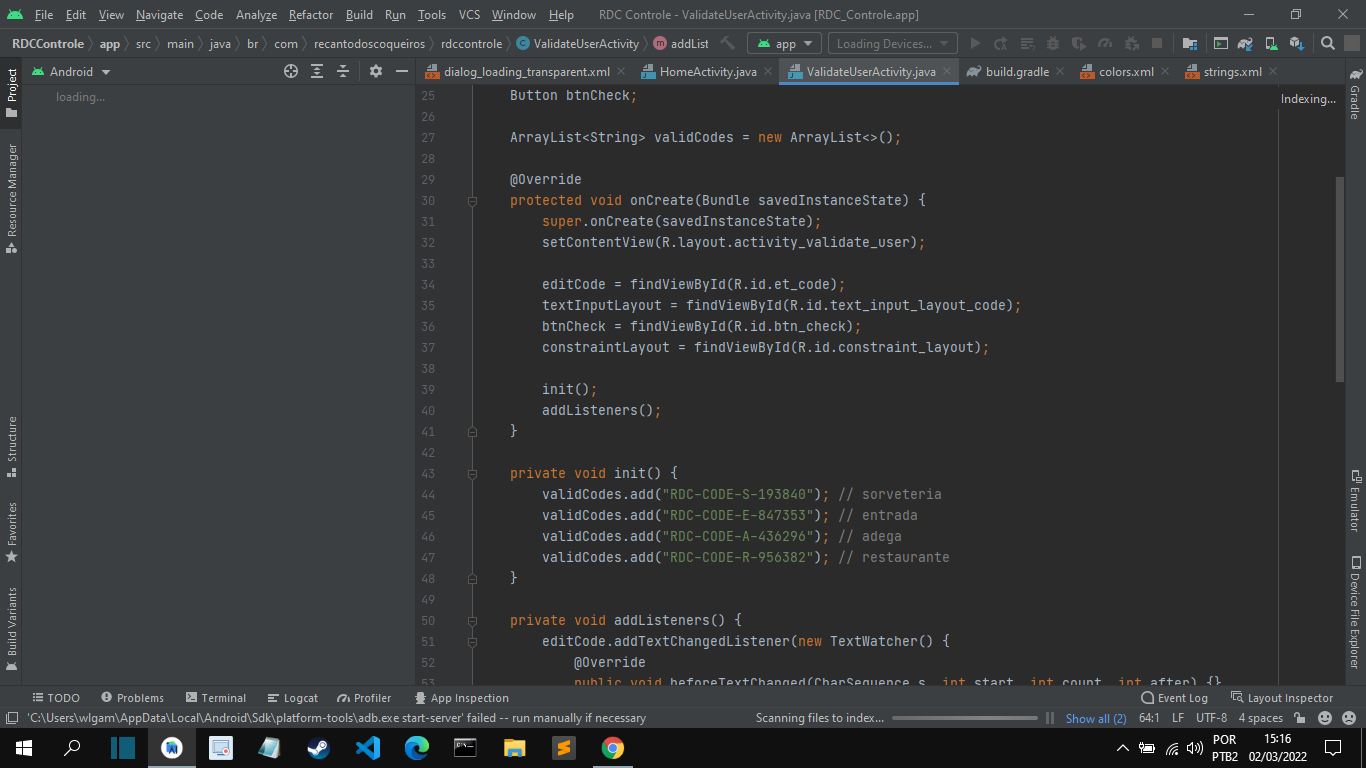 File Edit View Navigate Code Analyze Refactor Build Run Tools VCS Window Help RDC Controle - ValidateUserActivity.java [RDC_Controle.app]
RDCControle app src main java br com recantodoscoqueiros rdccontrole ValidateUserActivity addList app Loading Devices...
Project
Android
dialog_loading_transparent.xml HomeActivity.java ValidateUserActivity.java build.gradle colors.xml strings.xml
Gradle
loading...
Indexing...
25 Button btnCheck;
26
27 ArrayList<String> validCodes = new ArrayList<>();
28
29 @Override
30 protected void onCreate(Bundle savedInstanceState) {
31 super.onCreate(savedInstanceState);
32 setContentView(R.layout.activity_validate_user);
33
34 editCode = findViewById(R.id.et_code);
35 textInputLayout = findViewById(R.id.text_input_layout_code);
36 btnCheck = findViewById(R.id.btn_check);
37 constraintLayout = findViewById(R.id.constraint_layout);
38
39 init();
40 addListeners();
41 }
42
43 private void init() {
44 validCodes.add("RDC-CODE-S-193840"); // sorveteria
45 validCodes.add("RDC-CODE-E-847353"); // entrada
46 validCodes.add("RDC-CODE-A-436296"); // adega
47 validCodes.add("RDC-CODE-R-956382"); // restaurante
48 }
49
50 private void addListeners() {
51 editCode.addTextChangedListener(new TextWatcher() {
52 @Override
53 public void beforeTextChanged(CharSequence s, int start, int count, int after) {}
Resource Manager
Structure
Favorites
Build Variants
Emulator
Device File Explorer
TODO Problems Terminal Logcat Profiler App Inspection Event Log Layout Inspector
'C:\Users\wlgam\AppData\Local\Android\Sdk\platform-tools\adb.exe start-server' failed -- run manually if necessary Scanning files to index... Show all (2) 64:1 LF UTF-8 4 spaces
POR 15:16
PTB2 02/03/2022